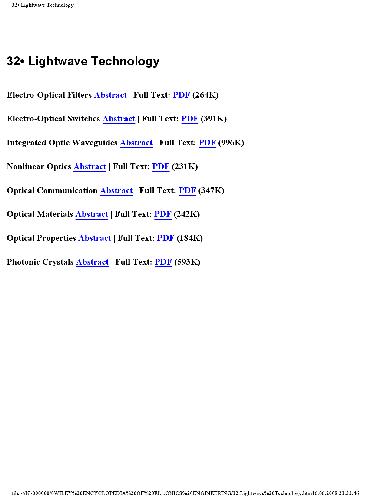 32• Lightwave Technology
32• Lightwave Technology
Electro-Optical Filters Abstract | Full Text: PDF (264K)
Electro-Optical Switches Abstract | Full Text: PDF (391K)
Integrated Optic Waveguides Abstract | Full Text: PDF (996K)
Nonlinear Optics Abstract | Full Text: PDF (231K)
Optical Communication Abstract | Full Text: PDF (347K)
Optical Materials Abstract | Full Text: PDF (242K)
Optical Properties Abstract | Full Text: PDF (184K)
Photonic Crystals Abstract | Full Text: PDF (593K)